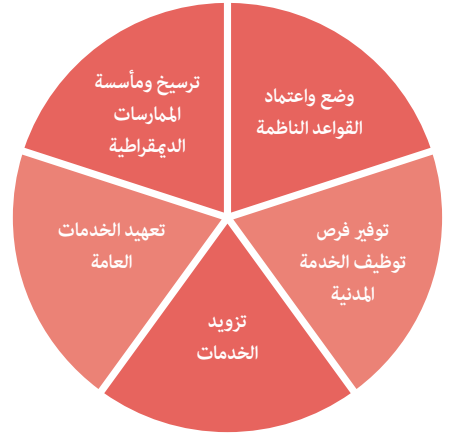 وضع واعتماد
القواعد الناظمة
توفير فرص
توظيف الخدمة
المدنية
تزويد
الخدمات
تعهيد الخدمات
العامة
ترسيخ ومأسسة
الممارسات
الديمقراطية